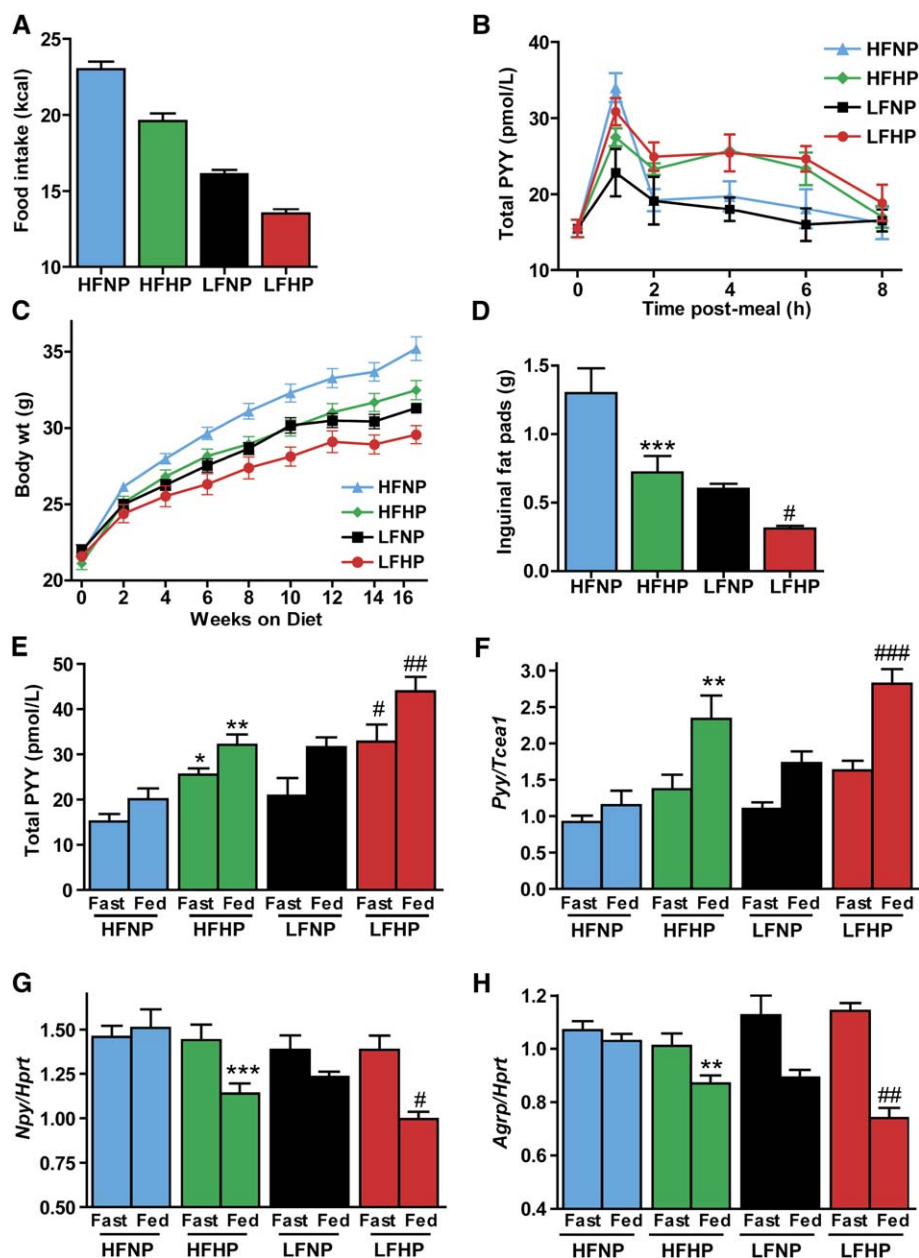 A
Food intake (kcal)
25
20
15
10
HFNP HFHP LFNP LFHP
B
Total PYY (pmol/L)
40
30
20
10
0 2 4 6 8
Time post-meal (h)
HFNP
HFHP
LFNP
LFHP
C
Body wt (g)
35
30
25
20
0 2 4 6 8 10 12 14 16
Weeks on Diet
HFNP
HFHP
LFNP
LFHP
D
Inguinal fat pads (g)
1.5
1.0
0.5
0.0
***
#
HFNP HFHP LFNP LFHP
E
Total PYY (pmol/L)
50
40
30
20
10
0
* ** # ##
Fast Fed Fast Fed Fast Fed Fast Fed
HFNP HFHP LFNP LFHP
F
Pyy/Tcea1
3.0
2.5
2.0
1.5
1.0
0.5
0.0
** ###
Fast Fed Fast Fed Fast Fed Fast Fed
HFNP HFHP LFNP LFHP
G
Npy/Hprt
1.50
1.25
1.00
0.75
0.50
*** #
Fast Fed Fast Fed Fast Fed Fast Fed
HFNP HFHP LFNP LFHP
H
Agrp/Hprt
1.2
1.0
0.8
0.6
0.4
** ##
Fast Fed Fast Fed Fast Fed Fast Fed
HFNP HFHP LFNP LFHP